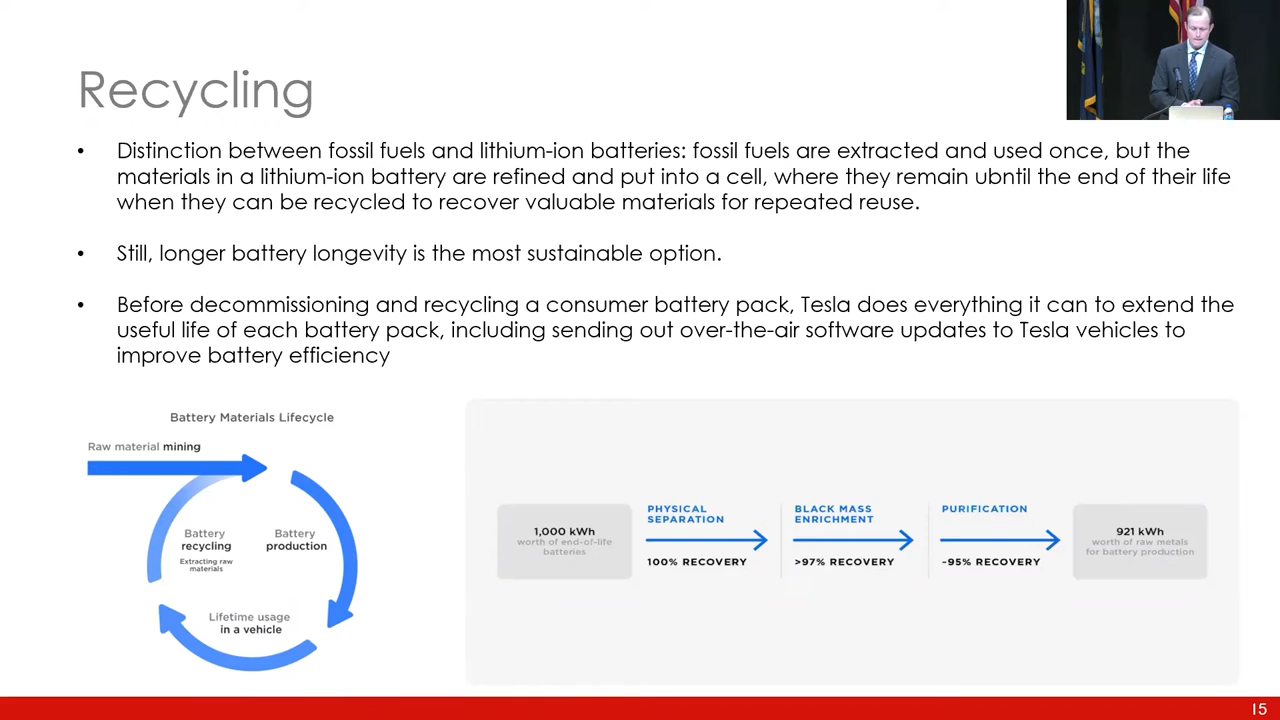 Recycling
• Distinction between fossil fuels and lithium-ion batteries: fossil fuels are extracted and used once, but the
materials in a lithium-ion battery are refined and put into a cell, where they remain ubntil the end of their life
when they can be recycled to recover valuable materials for repeated reuse.
• Still, longer battery longevity is the most sustainable option.
• Before decommissioning and recycling a consumer battery pack, Tesla does everything it can to extend the
useful life of each battery pack, including sending out over-the-air software updates to Tesla vehicles to
improve battery efficiency
Battery Materials Lifecycle
Raw material mining
Battery
recycling
Extracting raw
materials
Battery
production
Lifetime usage
in a vehicle
1,000 kWh
worth of end-of-life
batteries
PHYSICAL
SEPARATION
100% RECOVERY
BLACK MASS
ENRICHMENT
>97% RECOVERY
PURIFICATION
~95% RECOVERY
921 kWh
worth of raw metals
for battery production
15